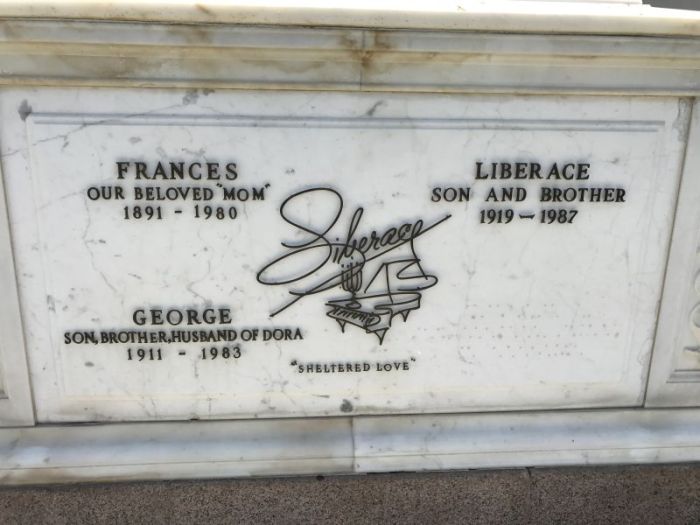 FRANCES
OUR BELOVED "MOM"
1891 - 1980
LIBERACE
SON AND BROTHER
1919 - 1987
Liberace
GEORGE
SON, BROTHER, HUSBAND OF DORA
1911 - 1983
"SHELTERED LOVE"